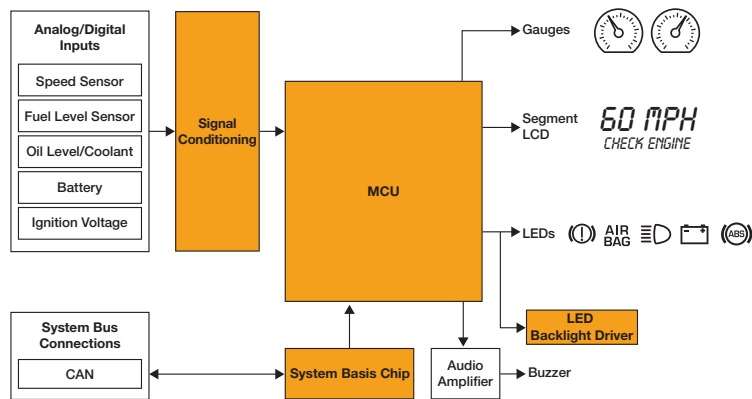 Analog/Digital
Inputs
Speed Sensor
Fuel Level Sensor
Oil Level/Coolant
Battery
Ignition Voltage
Signal
Conditioning
MCU
Gauges
Segment
LCD
60 MPH
CHECK ENGINE
LEDs
AIR
BAG
ABS
LED
Backlight Driver
System Bus
Connections
CAN
System Basis Chip
Audio
Amplifier
Buzzer